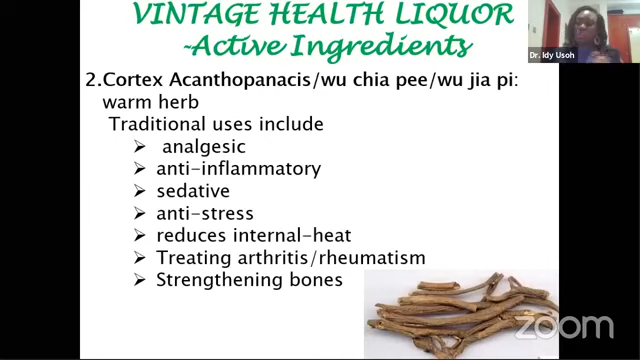 VINTAGE HEALTH LIQUOR
~Active Ingredients
Dr. Idy Usoh
2.Cortex Acanthopanacis/wu chia pee/wu jia pi:
warm herb
Traditional uses include
➢ analgesic
➢ anti-inflammatory
➢ sedative
➢ anti-stress
➢ reduces internal-heat
➢ Treating arthritis/rheumatism
➢ Strengthening bones
zoom